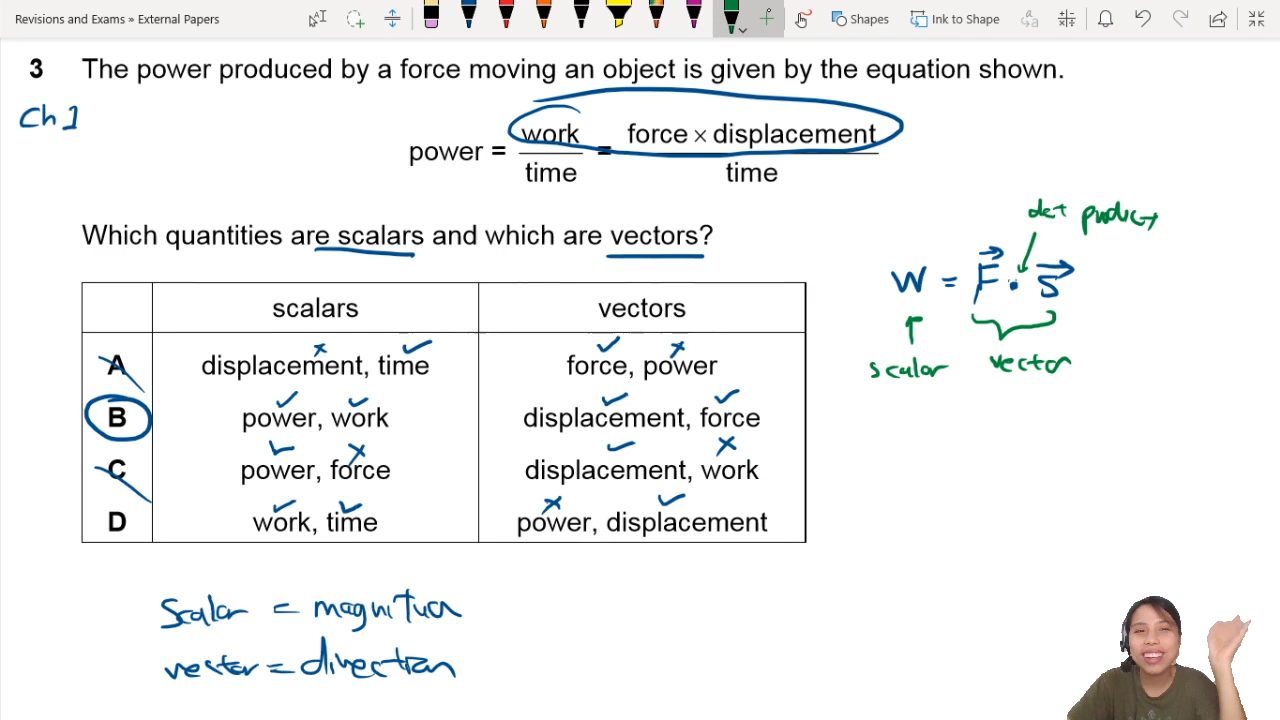 Revisions and Exams » External Papers
Shapes
Ink to Shape
3 The power produced by a force moving an object is given by the equation shown.
Ch 1
power = work / time = force × displacement / time
Which quantities are scalars and which are vectors?
dot product
W = F • S
scalar vector
scalars vectors
A displacement, time force, power
B power, work displacement, force
C power, force displacement, work
D work, time power, displacement
Scalar = magnitud
vector = direction